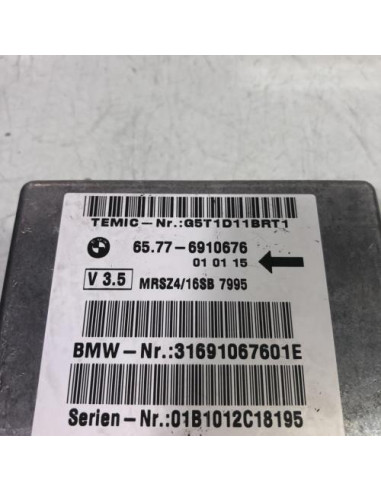 TEMIC-Nr.:G5T1D11BRT1
65.77-6910676
01 01 15
V 3.5 MRSZ4/16SB 7995
BMW-Nr.:31691067601E
Serien-Nr.:01B1012C18195